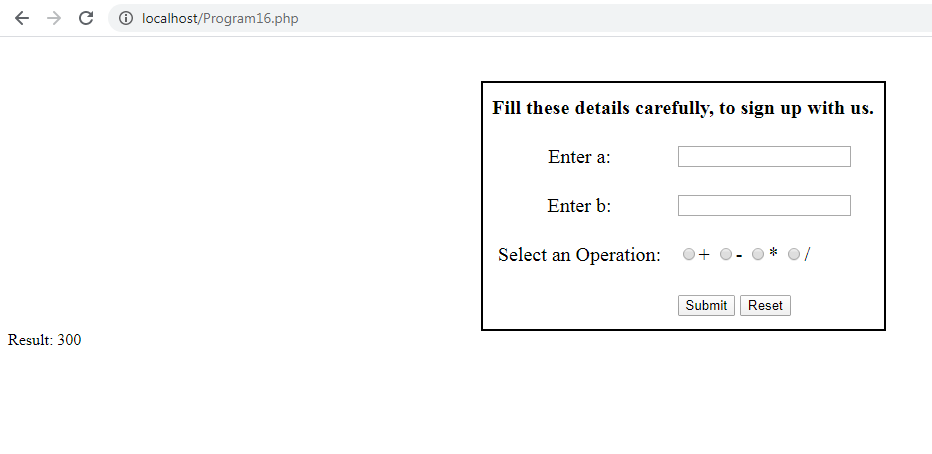 localhost/Program16.php
Fill these details carefully, to sign up with us.
Enter a:
Enter b:
Select an Operation: + - * /
Submit Reset
Result: 300